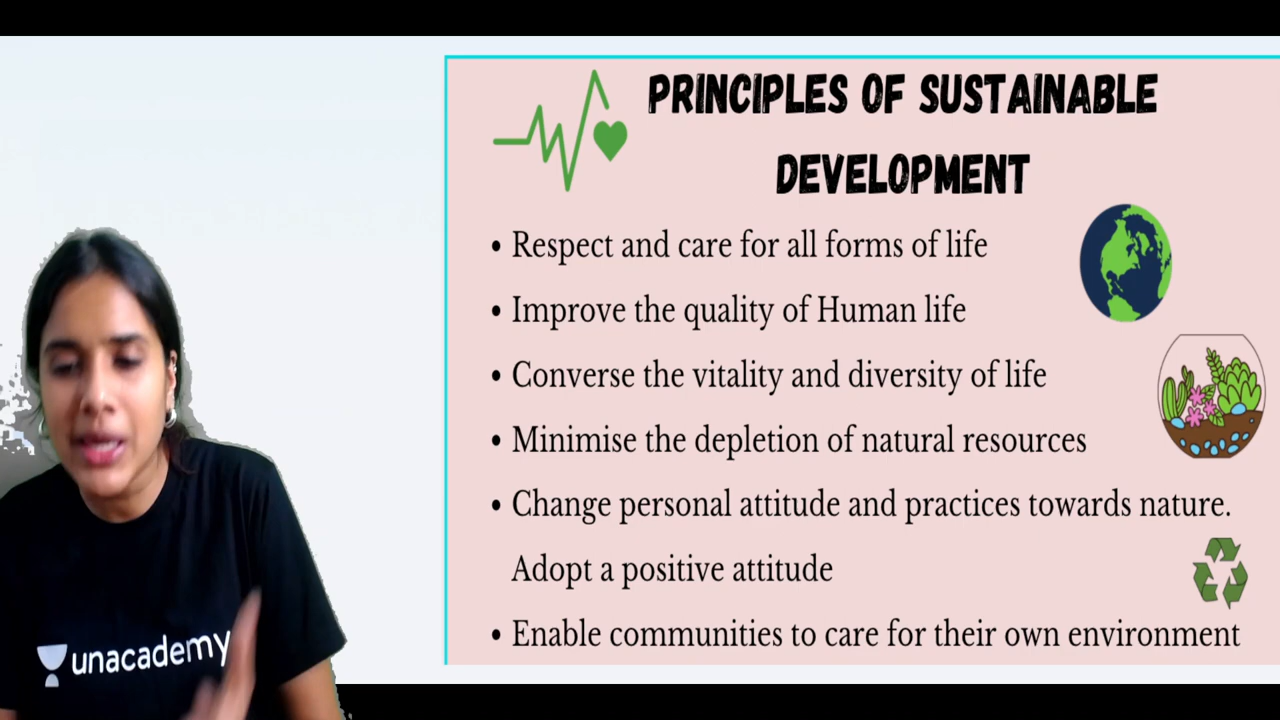 PRINCIPLES OF SUSTAINABLE
DEVELOPMENT
• Respect and care for all forms of life
• Improve the quality of Human life
• Converse the vitality and diversity of life
• Minimise the depletion of natural resources
• Change personal attitude and practices towards nature.
Adopt a positive attitude
• Enable communities to care for their own environment
unacademy